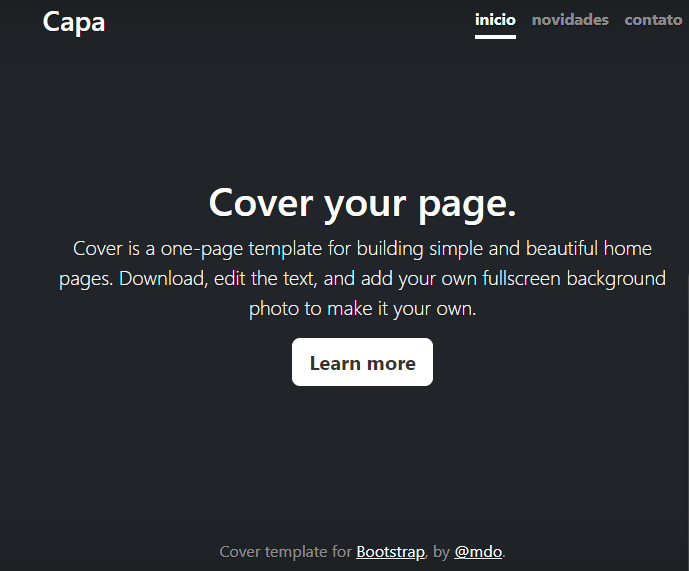 Capa
inicio novidades contato
Cover your page.
Cover is a one-page template for building simple and beautiful home
pages. Download, edit the text, and add your own fullscreen background
photo to make it your own.
Learn more
Cover template for Bootstrap, by @mdo.